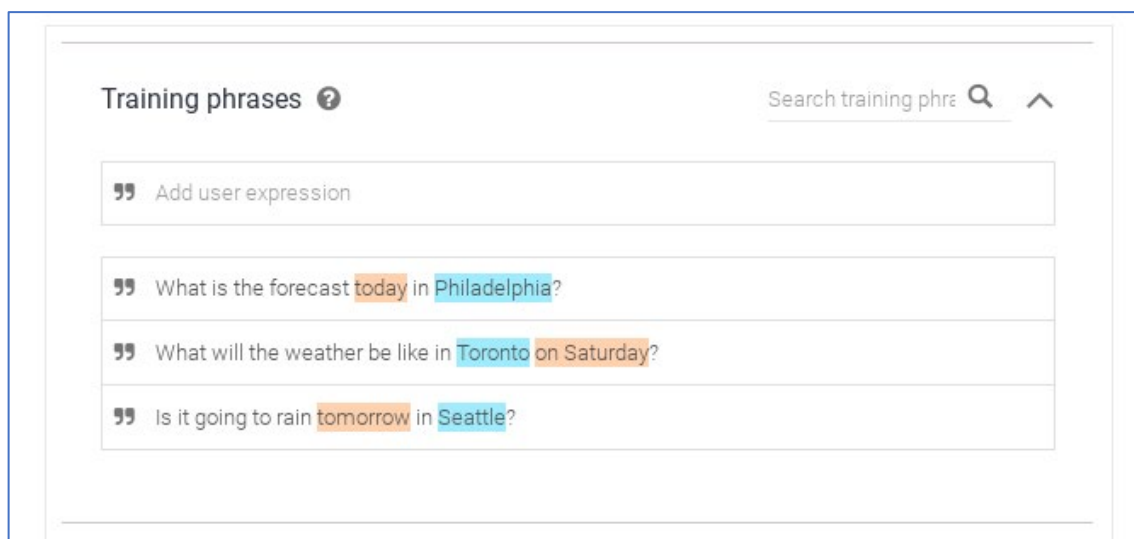 Training phrases ?
Search training phra
Add user expression
What is the forecast today in Philadelphia?
What will the weather be like in Toronto on Saturday?
Is it going to rain tomorrow in Seattle?